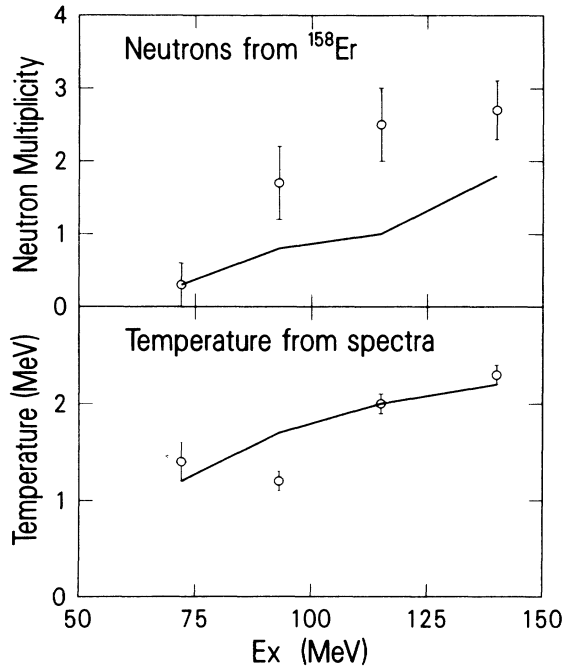 4
Neutrons from ¹⁵⁸Er
3
2
1
0
Neutron Multiplicity
Temperature from spectra
2
1
0
Temperature (MeV)
50 75 100 125 150
Ex (MeV)